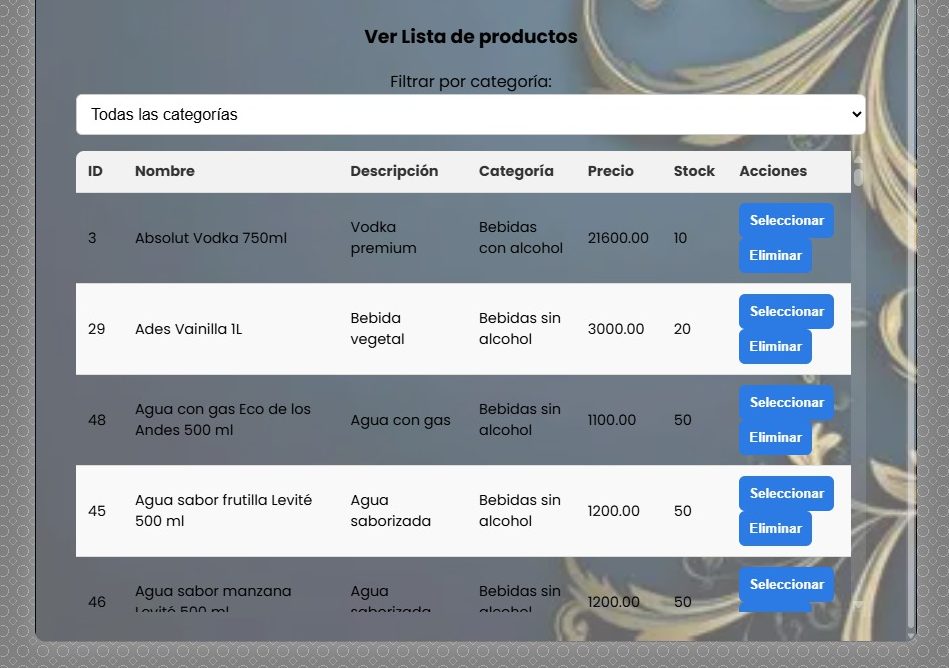 Ver Lista de productos
Filtrar por categoría:
Todas las categorías
ID Nombre Descripción Categoría Precio Stock Acciones
3 Absolut Vodka 750ml Vodka premium Bebidas con alcohol 21600.00 10 Seleccionar Eliminar
29 Ades Vainilla 1L Bebida vegetal Bebidas sin alcohol 3000.00 20 Seleccionar Eliminar
48 Agua con gas Eco de los Andes 500 ml Agua con gas Bebidas sin alcohol 1100.00 50 Seleccionar Eliminar
45 Agua sabor frutilla Levité 500 ml Agua saborizada Bebidas sin alcohol 1200.00 50 Seleccionar Eliminar
46 Agua sabor manzana Levité 500 ml Agua saborizada Bebidas sin alcohol 1200.00 50 Seleccionar